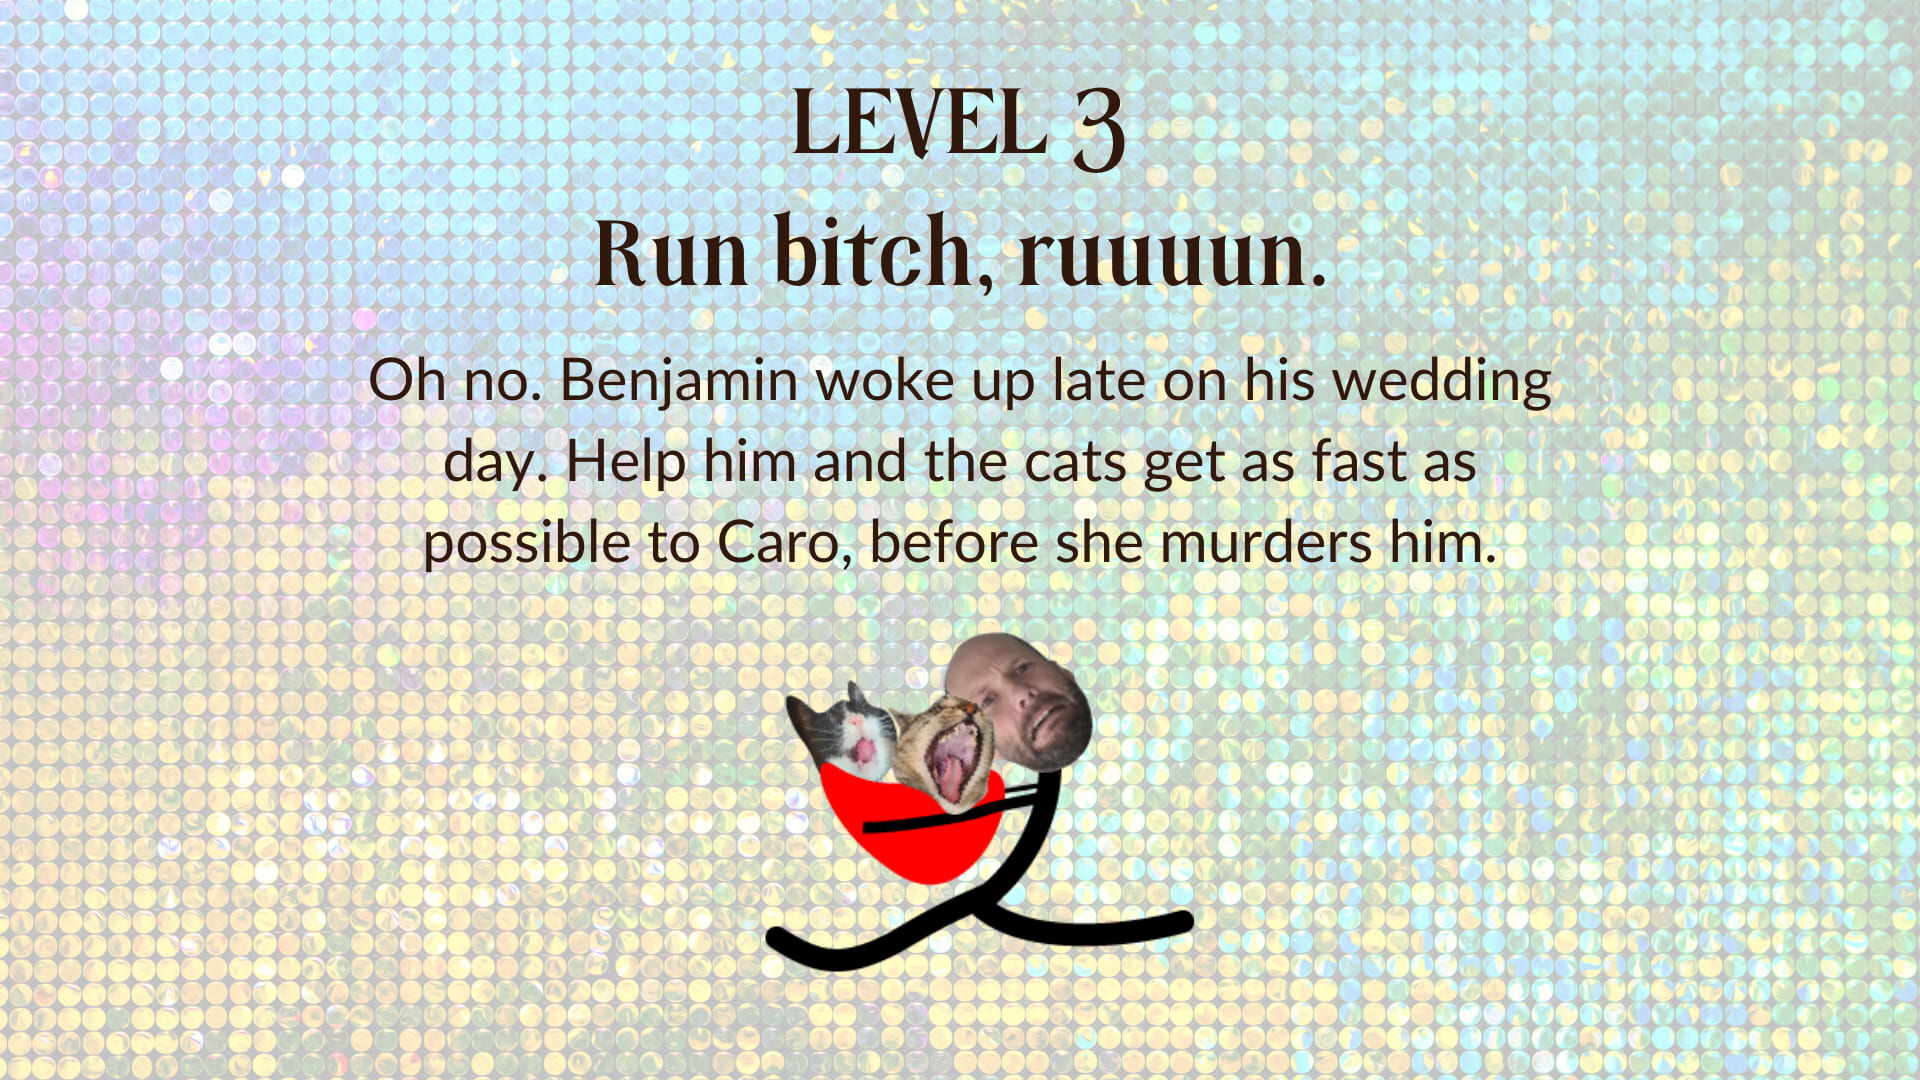 LEVEL 3
Run bitch, ruuuun.
Oh no. Benjamin woke up late on his wedding
day. Help him and the cats get as fast as
possible to Caro, before she murders him.